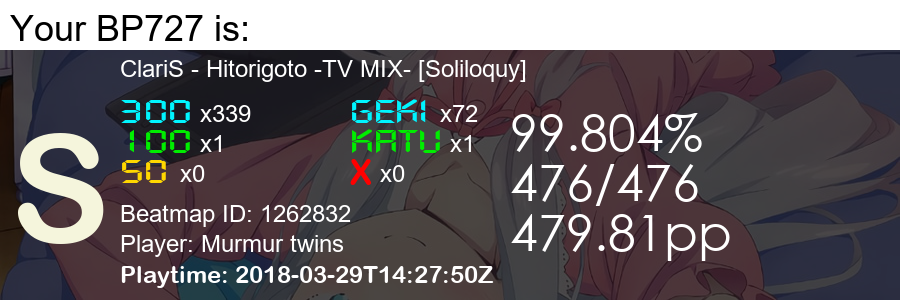 Your BP727 is:
ClariS - Hitorigoto -TV MIX- [Soliloquy]
300 x339 GEKI x72
100 x1 KATU x1
50 x0 X x0
S
99.804%
476/476
479.81pp
Beatmap ID: 1262832
Player: Murmur twins
Playtime: 2018-03-29T14:27:50Z